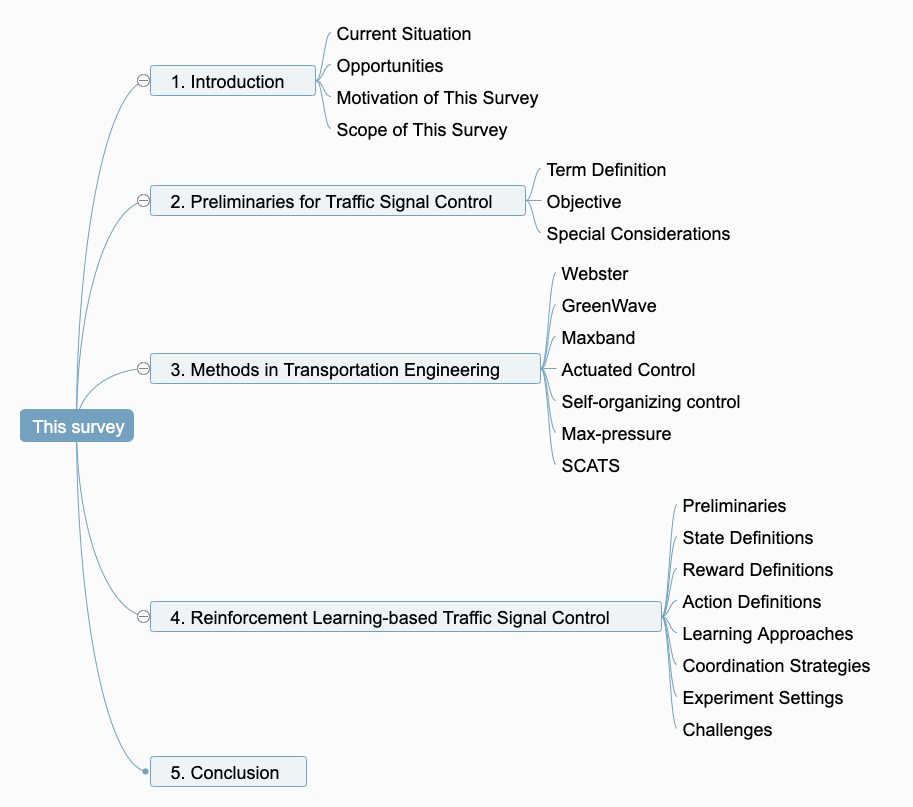 This survey
1. Introduction
Current Situation
Opportunities
Motivation of This Survey
Scope of This Survey
2. Preliminaries for Traffic Signal Control
Term Definition
Objective
Special Considerations
3. Methods in Transportation Engineering
Webster
GreenWave
Maxband
Actuated Control
Self-organizing control
Max-pressure
SCATS
4. Reinforcement Learning-based Traffic Signal Control
Preliminaries
State Definitions
Reward Definitions
Action Definitions
Learning Approaches
Coordination Strategies
Experiment Settings
Challenges
5. Conclusion